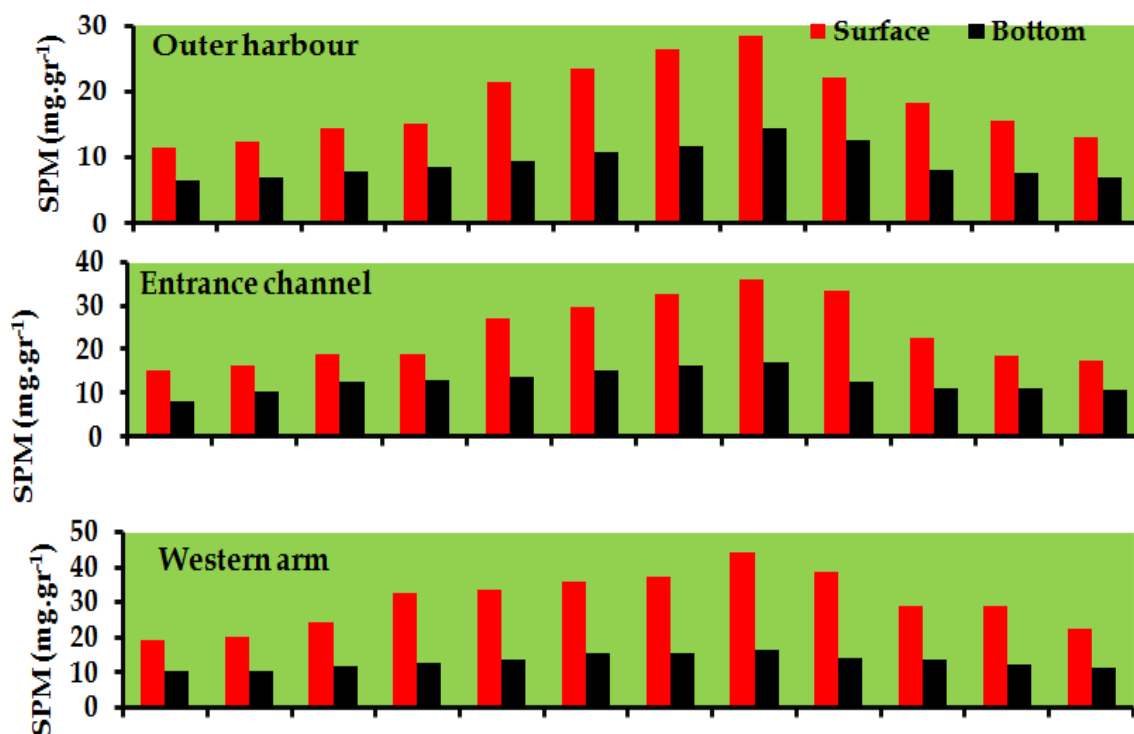 Outer harbour
Surface Bottom
SPM (mg.gr-1)
30
20
10
0
Entrance channel
SPM (mg.gr-1)
40
30
20
10
0
Western arm
SPM (mg.gr-1)
50
40
30
20
10
0